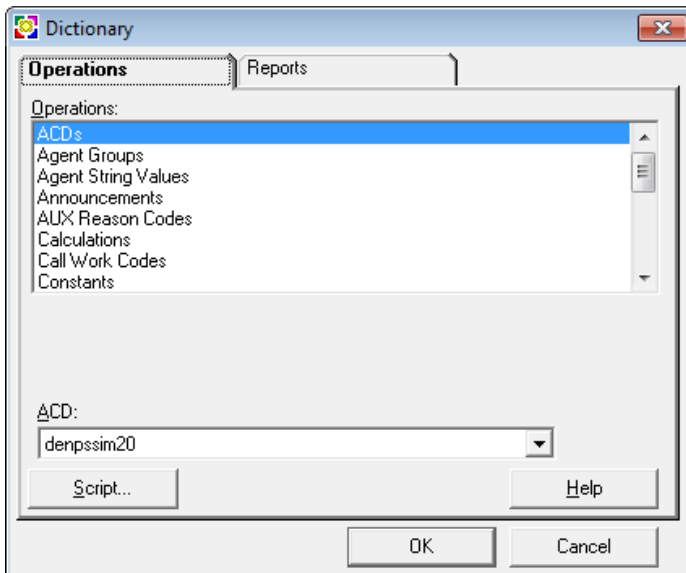 Dictionary
Operations
Reports
Operations:
ACDs
Agent Groups
Agent String Values
Announcements
AUX Reason Codes
Calculations
Call Work Codes
Constants
ACD:
denpssim20
Script...
Help
OK
Cancel